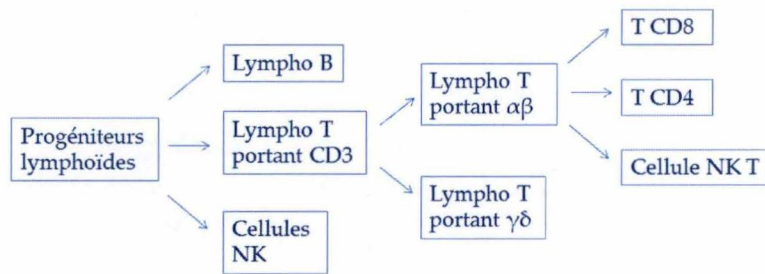 Progéniteurs
lymphoïdes
Lympho B
Lympho T
portant CD3
Cellules
NK
Lympho T
portant αβ
Lympho T
portant γδ
T CD8
T CD4
Cellule NK T